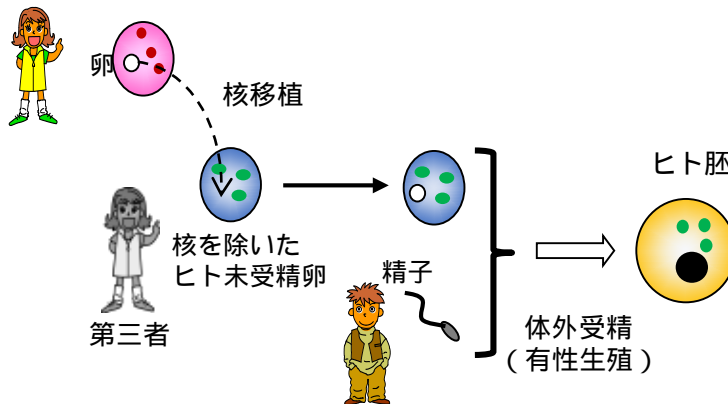 卵
核移植
ヒト胚
核を除いた
ヒト未受精卵
精子
第三者
体外受精
(有性生殖)